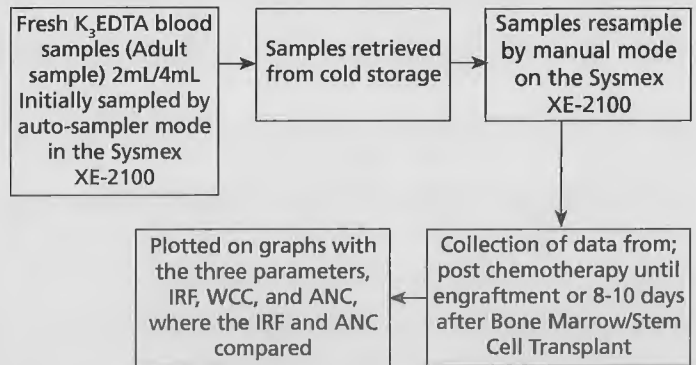 Fresh K₃EDTA blood
samples (Adult
sample) 2mL/4mL
Initially sampled by
auto-sampler mode
in the Sysmex
XE-2100
Samples retrieved
from cold storage
Samples resample
by manual mode
on the Sysmex
XE-2100
Collection of data from;
post chemotherapy until
engraftment or 8-10 days
after Bone Marrow/Stem
Cell Transplant
Plotted on graphs with
the three parameters,
IRF, WCC, and ANC,
where the IRF and ANC
compared